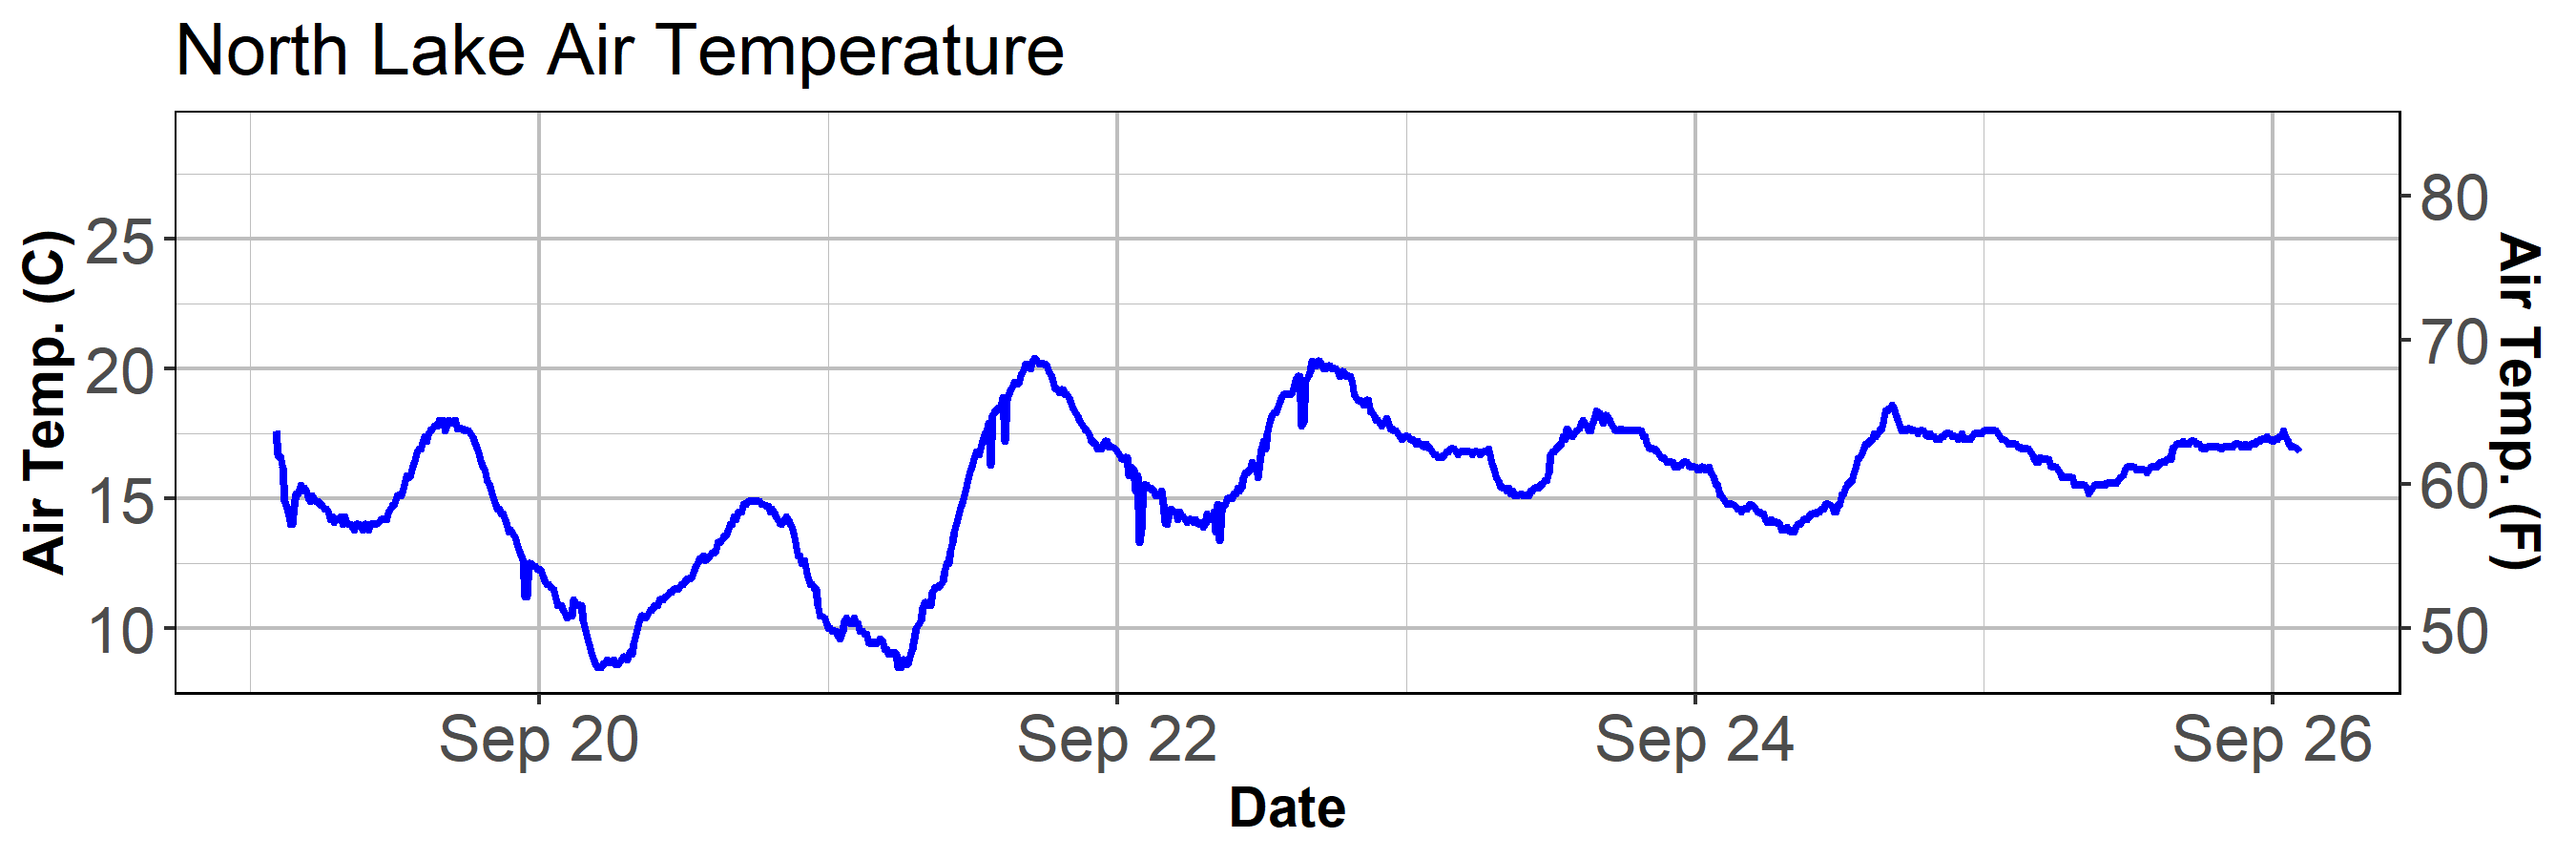 North Lake Air Temperature
Air Temp. (C)
25
20
15
10
80
70
60
50
Air Temp. (F)
Sep 20 Sep 22 Sep 24 Sep 26
Date